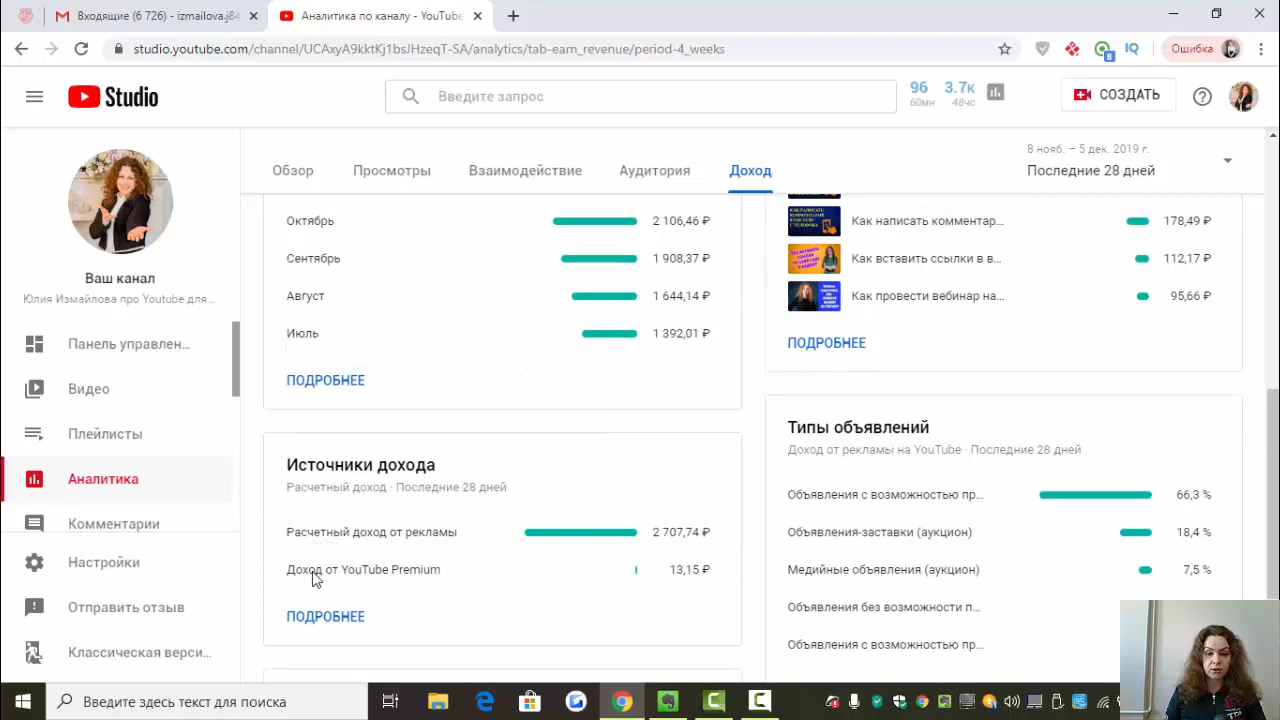 Входящие (6 726) - izmailova.j84
Аналитика по каналу - YouTube
studio.youtube.com/channel/UCAxyA9kktKj1bsJHzeqT-SA/analytics/tab-earn_revenue/period-4_weeks
8
IQ
Ошибка
Studio
Введите запрос
96
60мн
3.7к
48чс
СОЗДАТЬ
Ваш канал
Юлия Измайлова про Youtube для...
Панель управлен...
Видео
Плейлисты
Аналитика
Комментарии
Настройки
Отправить отзыв
Классическая верси...
Обзор
Просмотры
Взаимодействие
Аудитория
Доход
8 нояб. – 5 дек. 2019 г.
Последние 28 дней
Октябрь 2 106,46 ₽
Сентябрь 1 908,37 ₽
Август 1 644,14 ₽
Июль 1 392,01 ₽
ПОДРОБНЕЕ
Источники дохода
Расчетный доход · Последние 28 дней
Расчетный доход от рекламы 2 707,74 ₽
Доход от YouTube Premium 13,15 ₽
ПОДРОБНЕЕ
Как написать комментар... 178,49 ₽
Как вставить ссылки в в... 112,17 ₽
Как провести вебинар на... 95,66 ₽
ПОДРОБНЕЕ
Типы объявлений
Доход от рекламы на YouTube · Последние 28 дней
Объявления с возможностью пр... 66,3 %
Объявления-заставки (аукцион) 18,4 %
Медийные объявления (аукцион) 7,5 %
Объявления без возможности п...
Объявления с возможностью пр...
Введите здесь текст для поиска